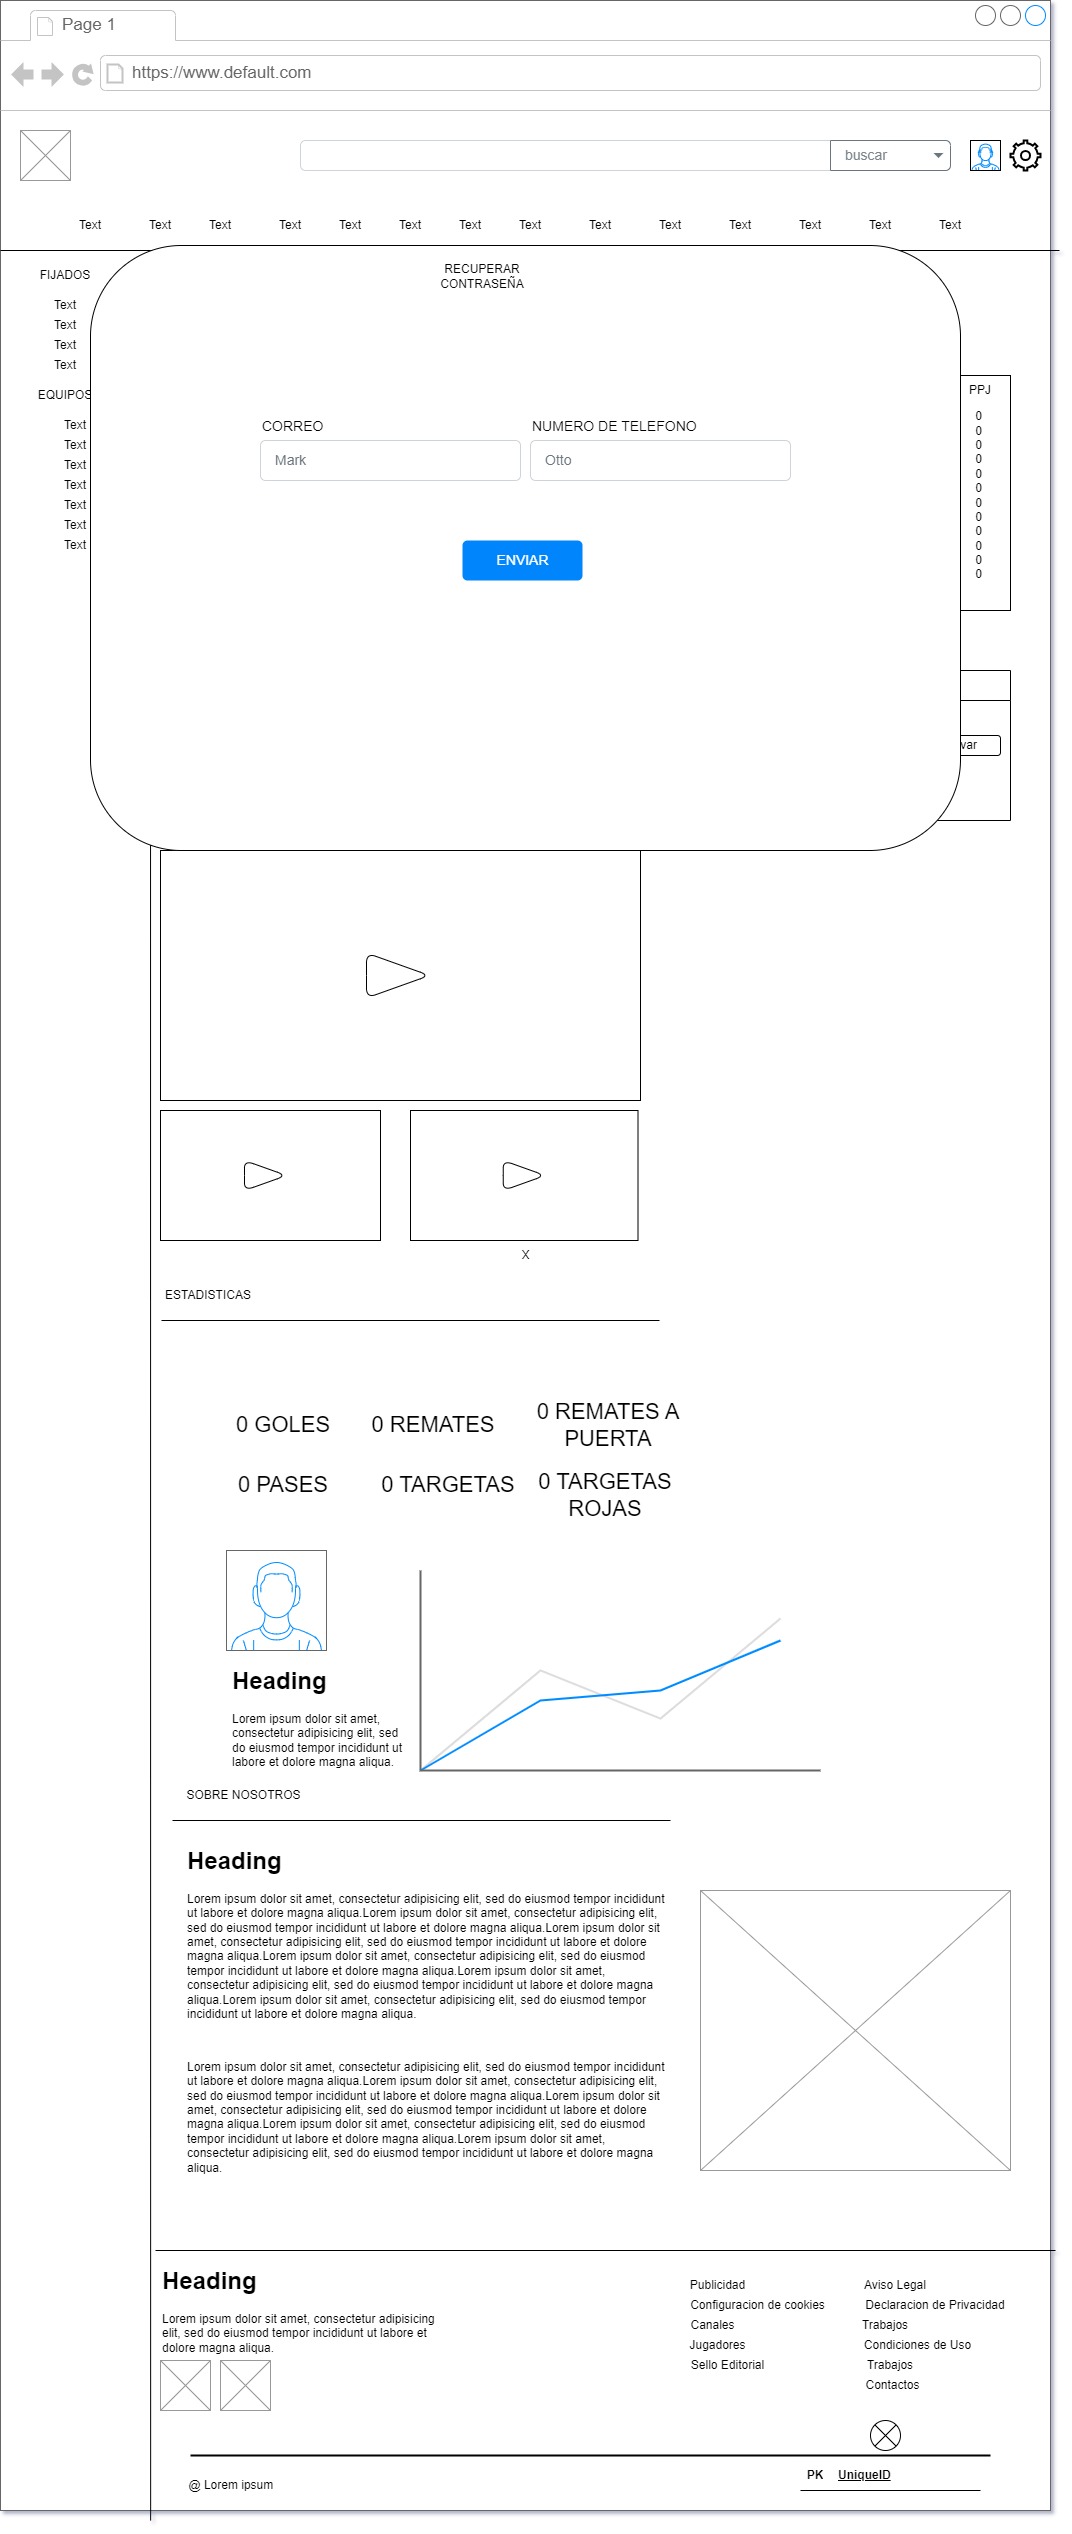 Page 1
https://www.default.com
buscar
Text Text Text Text Text Text Text Text Text Text Text Text Text Text
FIJADOS
Text
Text
Text
Text
EQUIPOS
Text
Text
Text
Text
Text
Text
Text
RECUPERAR
CONTRASEÑA
CORREO NUMERO DE TELEFONO
Mark Otto
ENVIAR
PPJ
0
0
0
0
0
0
0
0
0
0
0
0
var
X
ESTADISTICAS
0 GOLES 0 REMATES 0 REMATES A
PUERTA
0 PASES 0 TARGETAS 0 TARGETAS
ROJAS
Heading
Lorem ipsum dolor sit amet,
consectetur adipisicing elit, sed
do eiusmod tempor incididunt ut
labore et dolore magna aliqua.
SOBRE NOSOTROS
Heading
Lorem ipsum dolor sit amet, consectetur adipisicing elit, sed do eiusmod tempor incididunt
ut labore et dolore magna aliqua.Lorem ipsum dolor sit amet, consectetur adipisicing elit,
sed do eiusmod tempor incididunt ut labore et dolore magna aliqua.Lorem ipsum dolor sit
amet, consectetur adipisicing elit, sed do eiusmod tempor incididunt ut labore et dolore
magna aliqua.Lorem ipsum dolor sit amet, consectetur adipisicing elit, sed do eiusmod
tempor incididunt ut labore et dolore magna aliqua.Lorem ipsum dolor sit amet,
consectetur adipisicing elit, sed do eiusmod tempor incididunt ut labore et dolore magna
aliqua.Lorem ipsum dolor sit amet, consectetur adipisicing elit, sed do eiusmod tempor
incididunt ut labore et dolore magna aliqua.
Lorem ipsum dolor sit amet, consectetur adipisicing elit, sed do eiusmod tempor incididunt
ut labore et dolore magna aliqua.Lorem ipsum dolor sit amet, consectetur adipisicing elit,
sed do eiusmod tempor incididunt ut labore et dolore magna aliqua.Lorem ipsum dolor sit
amet, consectetur adipisicing elit, sed do eiusmod tempor incididunt ut labore et dolore
magna aliqua.Lorem ipsum dolor sit amet, consectetur adipisicing elit, sed do eiusmod
tempor incididunt ut labore et dolore magna aliqua.Lorem ipsum dolor sit amet,
consectetur adipisicing elit, sed do eiusmod tempor incididunt ut labore et dolore magna
aliqua.
Heading
Lorem ipsum dolor sit amet, consectetur adipisicing
elit, sed do eiusmod tempor incididunt ut labore et
dolore magna aliqua.
Publicidad
Configuracion de cookies
Canales
Jugadores
Sello Editorial
Aviso Legal
Declaracion de Privacidad
Trabajos
Condiciones de Uso
Trabajos
Contactos
@ Lorem ipsum
PK UniqueID